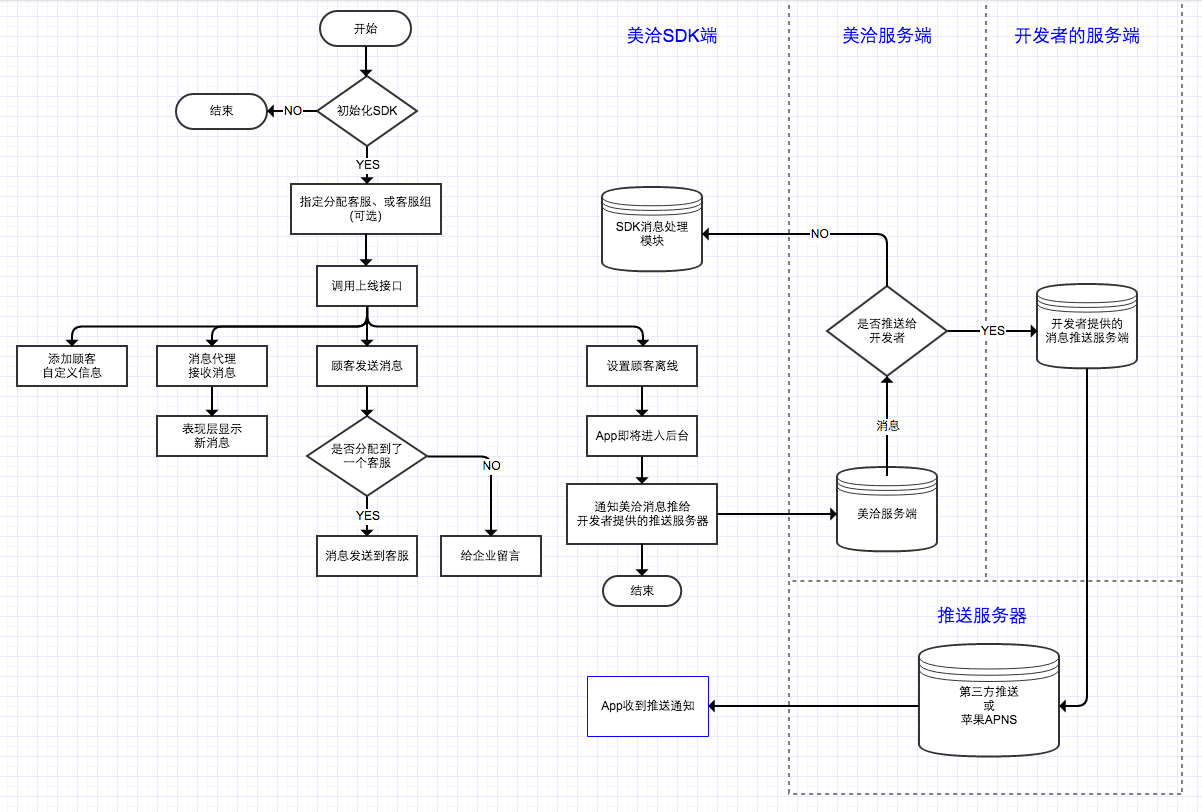 开始
美洽SDK端
美洽服务端
开发者的服务端
结束
NO
初始化SDK
YES
指定分配客服、或客服组
(可选)
SDK消息处理
模块
NO
调用上线接口
是否推送给
开发者
YES
开发者提供的
消息推送服务端
添加顾客
自定义信息
消息代理
接收消息
顾客发送消息
设置顾客离线
表现层显示
新消息
是否分配到了
一个客服
NO
App即将进入后台
消息
YES
通知美洽消息推给
开发者提供的推送服务器
美洽服务端
消息发送到客服
给企业留言
结束
推送服务器
App收到推送通知
第三方推送
或
苹果APNS